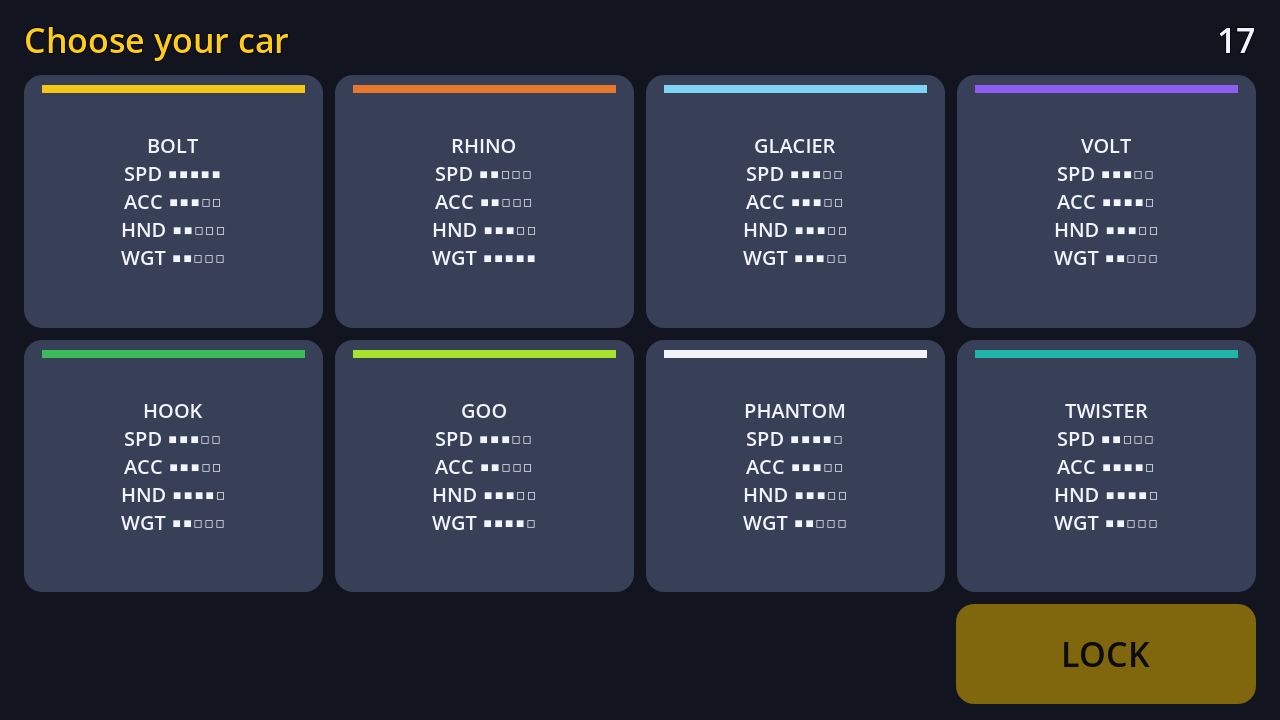 Choose your car
17
BOLT
SPD ■■■■■
ACC ■■■□□
HND ■■□□□
WGT ■■□□□
RHINO
SPD ■■□□□
ACC ■■□□□
HND ■■■□□
WGT ■■■■■
GLACIER
SPD ■■■□□
ACC ■■■□□
HND ■■■□□
WGT ■■■□□
VOLT
SPD ■■■□□
ACC ■■■■□
HND ■■■□□
WGT ■■□□□
HOOK
SPD ■■■□□
ACC ■■■□□
HND ■■■■□
WGT ■■□□□
GOO
SPD ■■■□□
ACC ■■□□□
HND ■■■□□
WGT ■■■■□
PHANTOM
SPD ■■■■□
ACC ■■■□□
HND ■■■□□
WGT ■■□□□
TWISTER
SPD ■■□□□
ACC ■■■■□
HND ■■■■□
WGT ■■□□□
LOCK